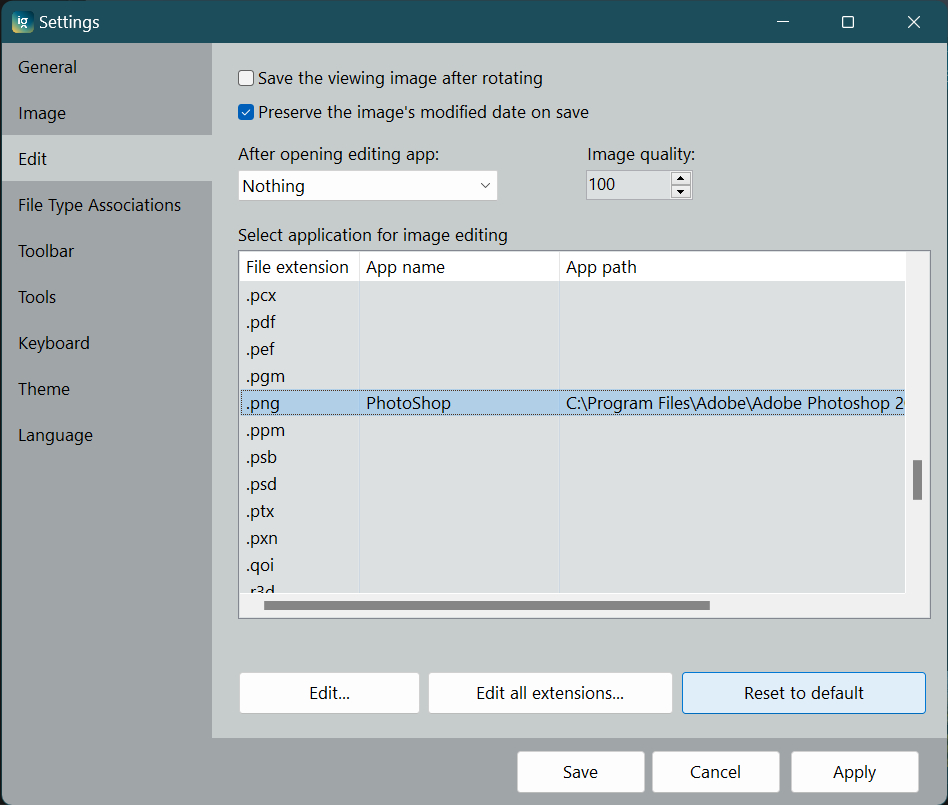 ig Settings
General
Image
Edit
File Type Associations
Toolbar
Tools
Keyboard
Theme
Language
Save the viewing image after rotating
Preserve the image's modified date on save
After opening editing app:
Nothing
Image quality:
100
Select application for image editing
File extension App name App path
.pcx
.pdf
.pef
.pgm
.png PhotoShop C:\Program Files\Adobe\Adobe Photoshop 2
.ppm
.psb
.psd
.ptx
.pxn
.qoi
.r3d
Edit... Edit all extensions... Reset to default
Save Cancel Apply